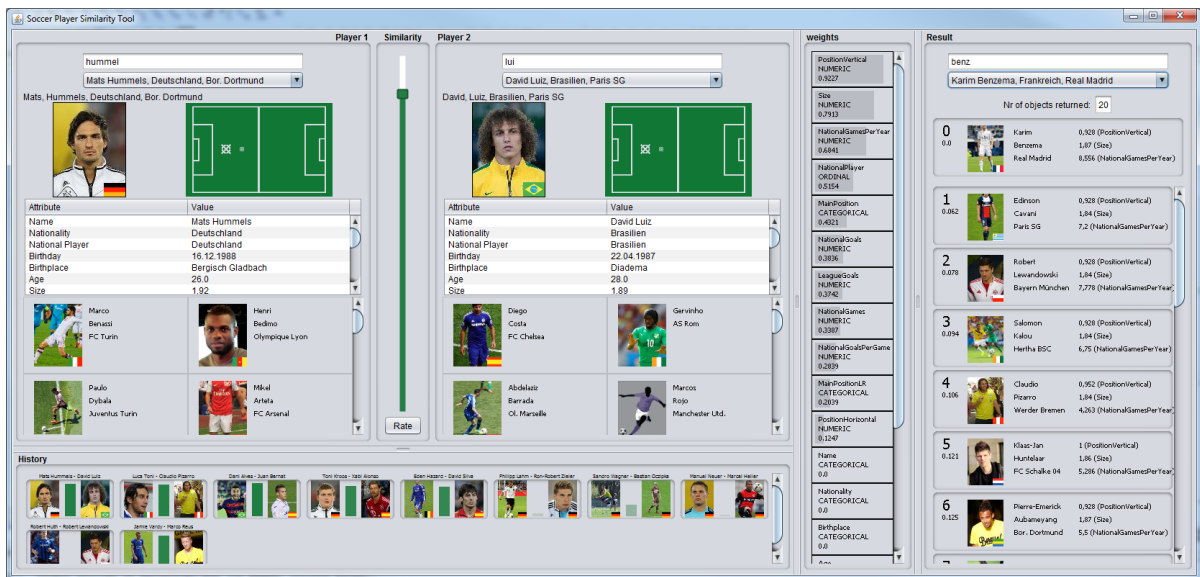 Soccer Player Similarity Tool
Player 1
Similarity
Player 2
weights
Result
hummel
Mats Hummels, Deutschland, Bor. Dortmund
Mats, Hummels, Deutschland, Bor. Dortmund
Attribute Value
Name Mats Hummels
Nationality Deutschland
National Player Deutschland
Birthday 16.12.1988
Birthplace Bergisch Gladbach
Age 26.0
Size 1.92
Marco
Benassi
FC Turin
Henri
Bedimo
Olympique Lyon
Paulo
Dybala
Juventus Turin
Mikel
Arteta
FC Arsenal
Rate
lui
David Luiz, Brasilien, Paris SG
David, Luiz, Brasilien, Paris SG
Attribute Value
Name David Luiz
Nationality Brasilien
National Player Brasilien
Birthday 22.04.1987
Birthplace Diadema
Age 28.0
Size 1.89
Diego
Costa
FC Chelsea
Gervinho
AS Rom
Abdelaziz
Barrada
Ol. Marseille
Marcos
Rojo
Manchester Utd.
History
Mats Hummels - David Luiz
Luca Toni - Claudio Pizarro
Dani Alves - Juan Bernat
Toni Kroos - Xabi Alonso
Eden Hazard - David Silva
Philipp Lahm - Ron-Robert Zieler
Sandro Wagner - Bastian Oczipka
Manuel Neuer - Marcel Heller
Robert Huth - Robert Lewandowski
Jamie Vardy - Marco Reus
PositionVertical
NUMERIC
0.9227
Size
NUMERIC
0.7913
NationalGamesPerYear
NUMERIC
0.6841
NationalPlayer
ORDINAL
0.5154
MainPosition
CATEGORICAL
0.4321
NationalGoals
NUMERIC
0.3836
LeagueGoals
NUMERIC
0.3742
NationalGames
NUMERIC
0.3387
NationalGoalsPerGame
NUMERIC
0.2839
MainPositionLR
CATEGORICAL
0.2039
PositionHorizontal
NUMERIC
0.1247
Name
CATEGORICAL
0.0
Nationality
CATEGORICAL
0.0
Birthplace
CATEGORICAL
0.0
Age
benz
Karim Benzema, Frankreich, Real Madrid
Nr of objects returned: 20
0
0.0
Karim 0,928 (PositionVertical)
Benzema 1,87 (Size)
Real Madrid 8,556 (NationalGamesPerYear)
1
0.062
Edinson 0,928 (PositionVertical)
Cavani 1,84 (Size)
Paris SG 7,2 (NationalGamesPerYear)
2
0.078
Robert 0,928 (PositionVertical)
Lewandowski 1,84 (Size)
Bayern München 7,778 (NationalGamesPerYear
3
0.094
Salomon 0,928 (PositionVertical)
Kalou 1,84 (Size)
Hertha BSC 6,75 (NationalGamesPerYear)
4
0.106
Claudio 0,952 (PositionVertical)
Pizarro 1,84 (Size)
Werder Bremen 4,263 (NationalGamesPerYear
5
0.121
Klaas-Jan 1 (PositionVertical)
Huntelaar 1,86 (Size)
FC Schalke 04 5,286 (NationalGamesPerYear)
6
0.125
Pierre-Emerick 0,928 (PositionVertical)
Aubameyang 1,87 (Size)
Bor. Dortmund 5,5 (NationalGamesPerYear)